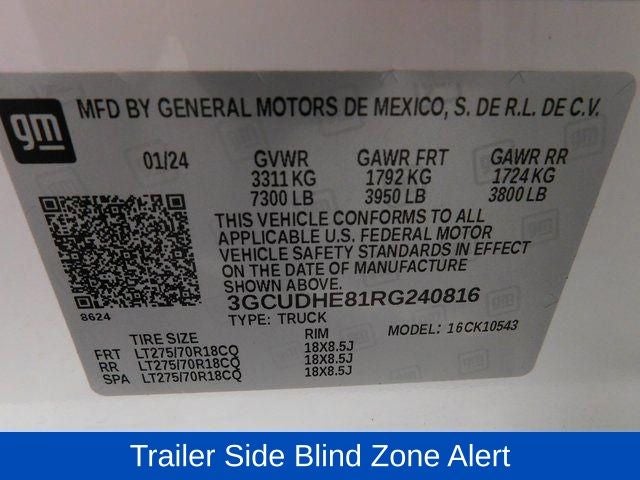 gm
MFD BY GENERAL MOTORS DE MEXICO, S. DE R.L. DE C.V.
01/24 GVWR GAWR FRT GAWR RR
3311 KG 1792 KG 1724 KG
7300 LB 3950 LB 3800 LB
THIS VEHICLE CONFORMS TO ALL
APPLICABLE U.S. FEDERAL MOTOR
VEHICLE SAFETY STANDARDS IN EFFECT
ON THE DATE OF MANUFACTURE
SHOWN ABOVE.
3GCUDHE81RG240816
8624
TYPE: TRUCK MODEL: 16CK10543
TIRE SIZE RIM
FRT LT275/70R18CQ 18X8.5J
RR LT275/70R18CQ 18X8.5J
SPA LT275/70R18CQ 18X8.5J
Trailer Side Blind Zone Alert